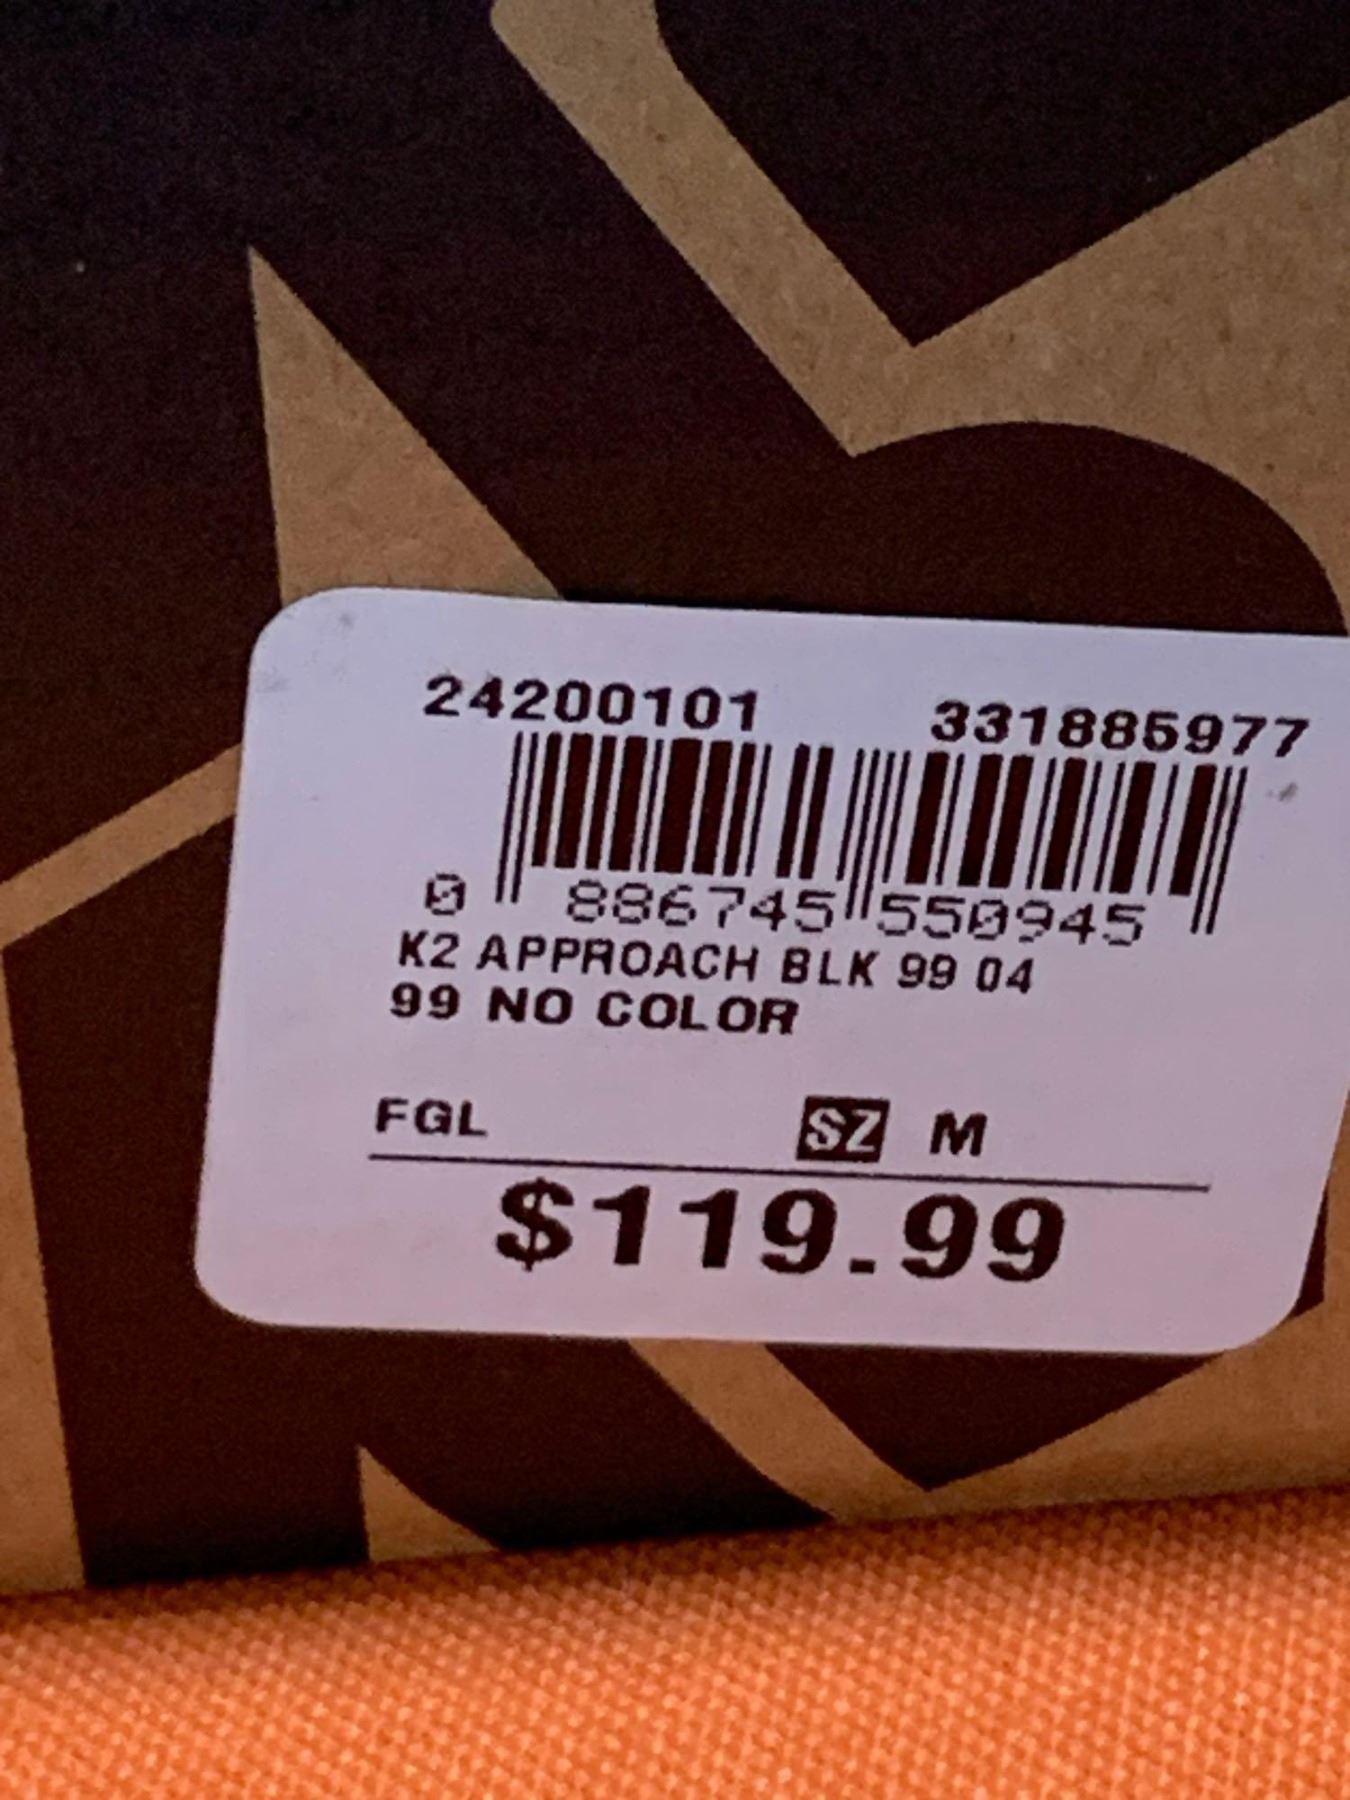 24200101 331885977
0 886745 550945
K2 APPROACH BLK 99 04
99 NO COLOR
FGL SZ M
$119.99